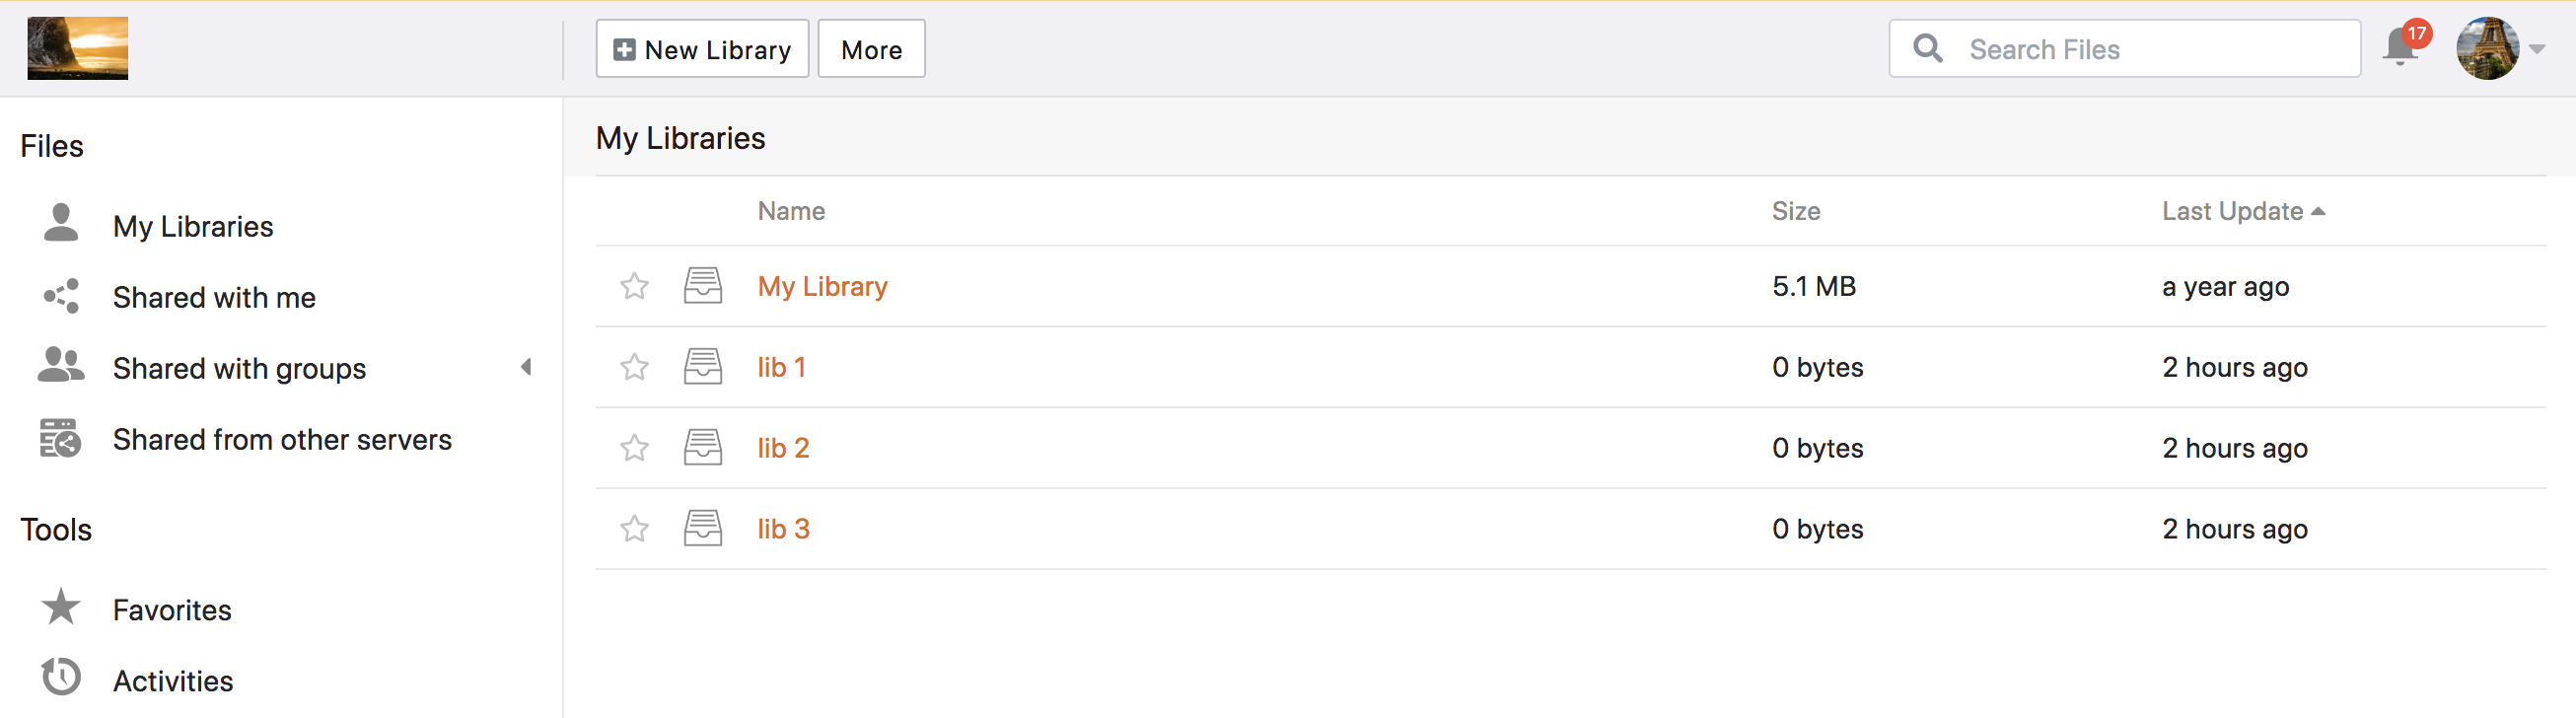 New Library More Search Files 17
Files
My Libraries
Shared with me
Shared with groups
Shared from other servers
Tools
Favorites
Activities
My Libraries
Name Size Last Update
My Library 5.1 MB a year ago
lib 1 0 bytes 2 hours ago
lib 2 0 bytes 2 hours ago
lib 3 0 bytes 2 hours ago